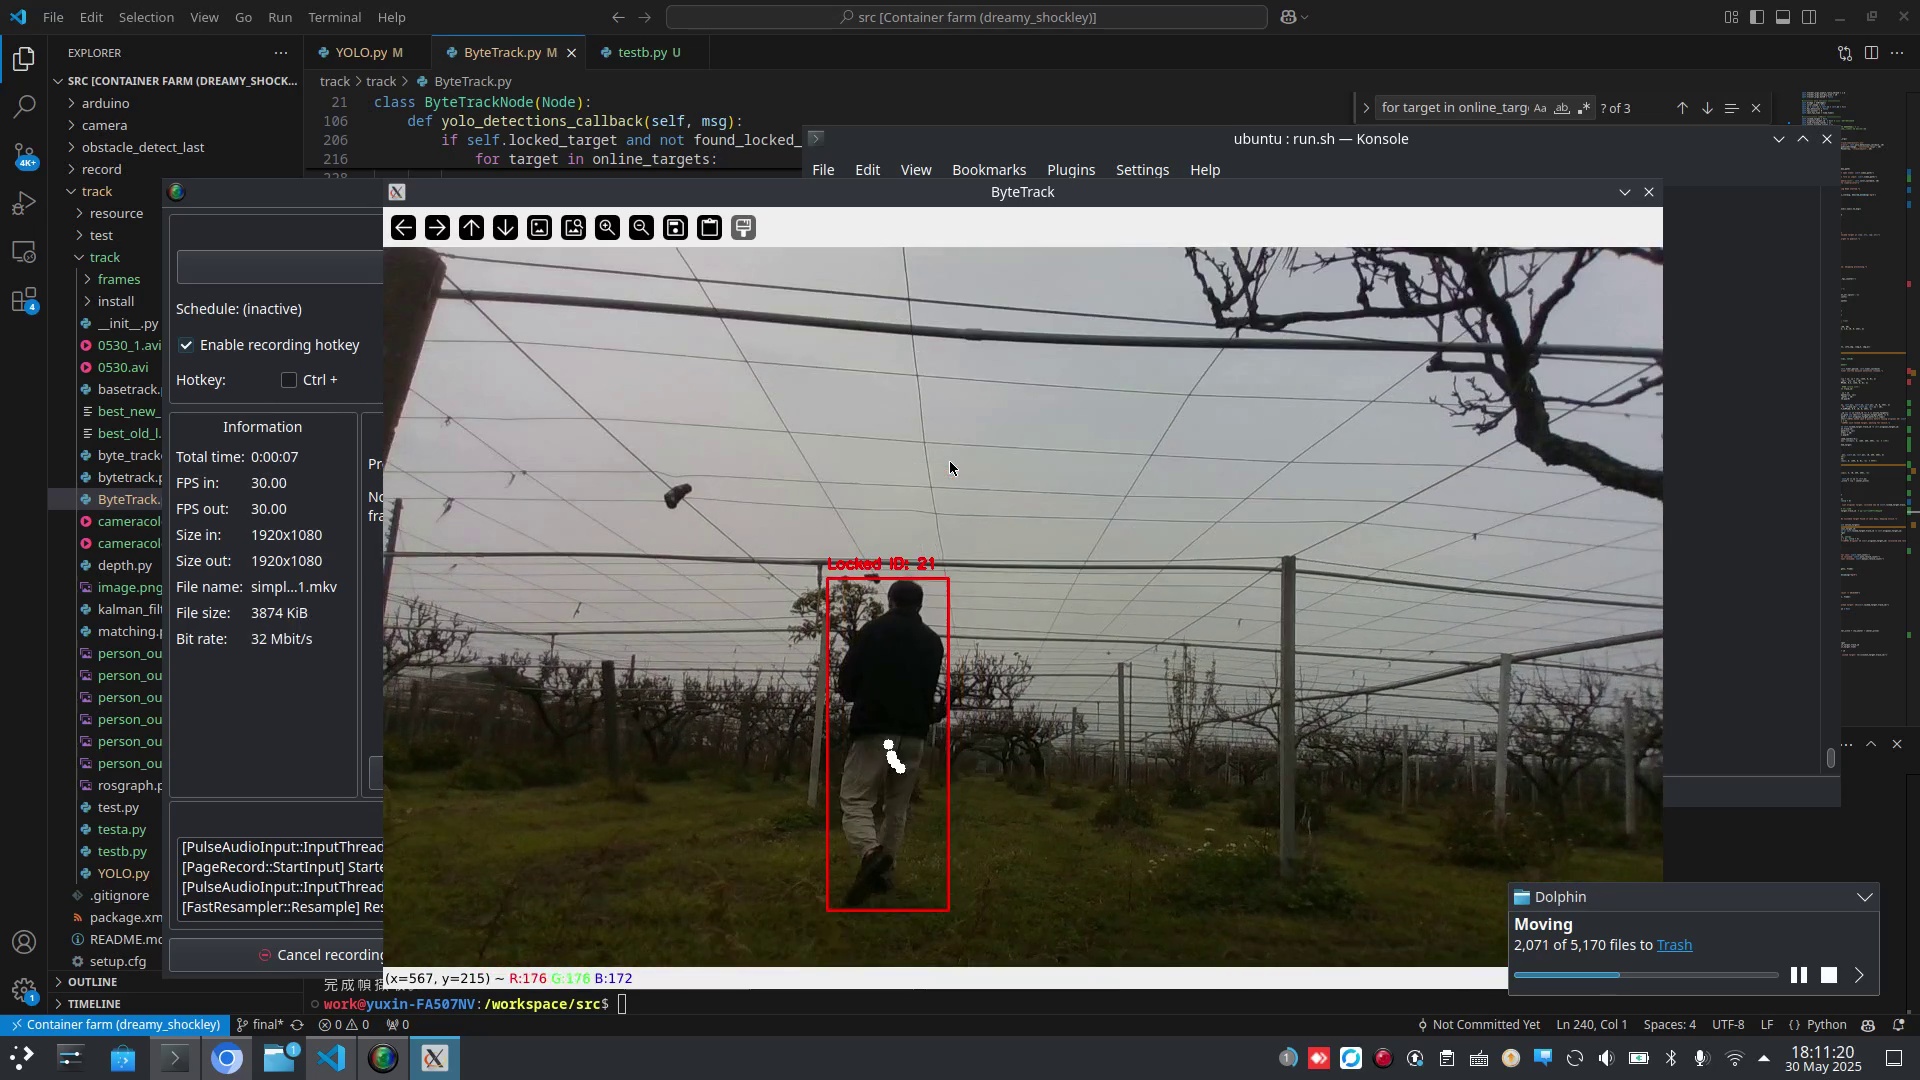 File Edit Selection View Go Run Terminal Help
src [Container farm (dreamy_shockley)]
EXPLORER
YOLO.py M
ByteTrack.py M
testb.py U
SRC [CONTAINER FARM (DREAMY_SHOCK...
track > track > ByteTrack.py
arduino
camera
obstacle_detect_last
record
track
resource
test
track
frames
install
__init__.py
0530_1.avi
0530.avi
basetrack.
best_new_
best_old_l.
byte_track
bytetrack.p
ByteTrack.
cameracol
cameracol
depth.py
image.png
kalman_filt
matching.p
person_ou
person_ou
person_ou
person_ou
person_ou
person_ou
rosgraph.p
test.py
testa.py
testb.py
YOLO.py
.gitignore
package.xm
README.md
setup.cfg
OUTLINE
TIMELINE
4K+
4
1
21 class ByteTrackNode(Node):
106 def yolo_detections_callback(self, msg):
206 if self.locked_target and not found_locked_
216 for target in online_targets:
for target in online_targ
Aa ab .*
? of 3
ubuntu : run.sh — Konsole
File Edit View Bookmarks Plugins Settings Help
ByteTrack
Schedule: (inactive)
Enable recording hotkey
Hotkey: Ctrl +
Information
Total time: 0:00:07
FPS in: 30.00
FPS out: 30.00
Size in: 1920x1080
Size out: 1920x1080
File name: simpl...1.mkv
File size: 3874 KiB
Bit rate: 32 Mbit/s
Pr
No
fra
[PulseAudioInput::InputThread
[PageRecord::StartInput] Starte
[PulseAudioInput::InputThread
[FastResampler::Resample] Res
Cancel recording
Locked ID: 21
(x=567, y=215) ~ R:176 G:176 B:172
Dolphin
Moving
2,071 of 5,170 files to Trash
work@yuxin-FA507NV:/workspace/src$
Container farm (dreamy_shockley)
final*
0 0
0
Not Committed Yet
Ln 240, Col 1
Spaces: 4
UTF-8
LF
{} Python
1
1
18:11:20
30 May 2025